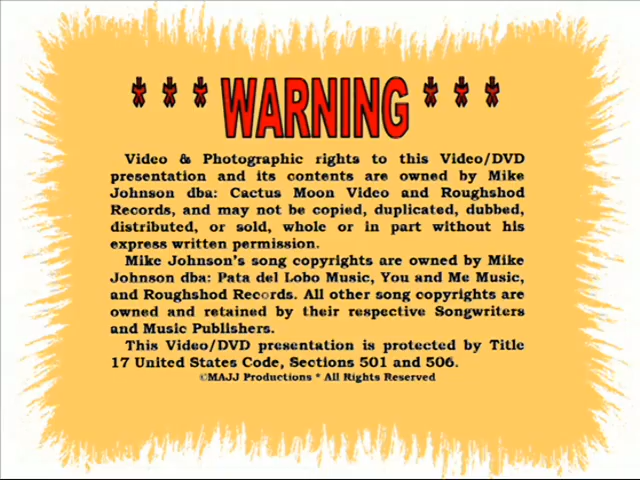 * * * WARNING * * *
Video & Photographic rights to this Video/DVD
presentation and its contents are owned by Mike
Johnson dba: Cactus Moon Video and Roughshod
Records, and may not be copied, duplicated, dubbed,
distributed, or sold, whole or in part without his
express written permission.
Mike Johnson's song copyrights are owned by Mike
Johnson dba: Pata del Lobo Music, You and Me Music,
and Roughshod Records. All other song copyrights are
owned and retained by their respective Songwriters
and Music Publishers.
This Video/DVD presentation is protected by Title
17 United States Code, Sections 501 and 506.
©MAJJ Productions * All Rights Reserved